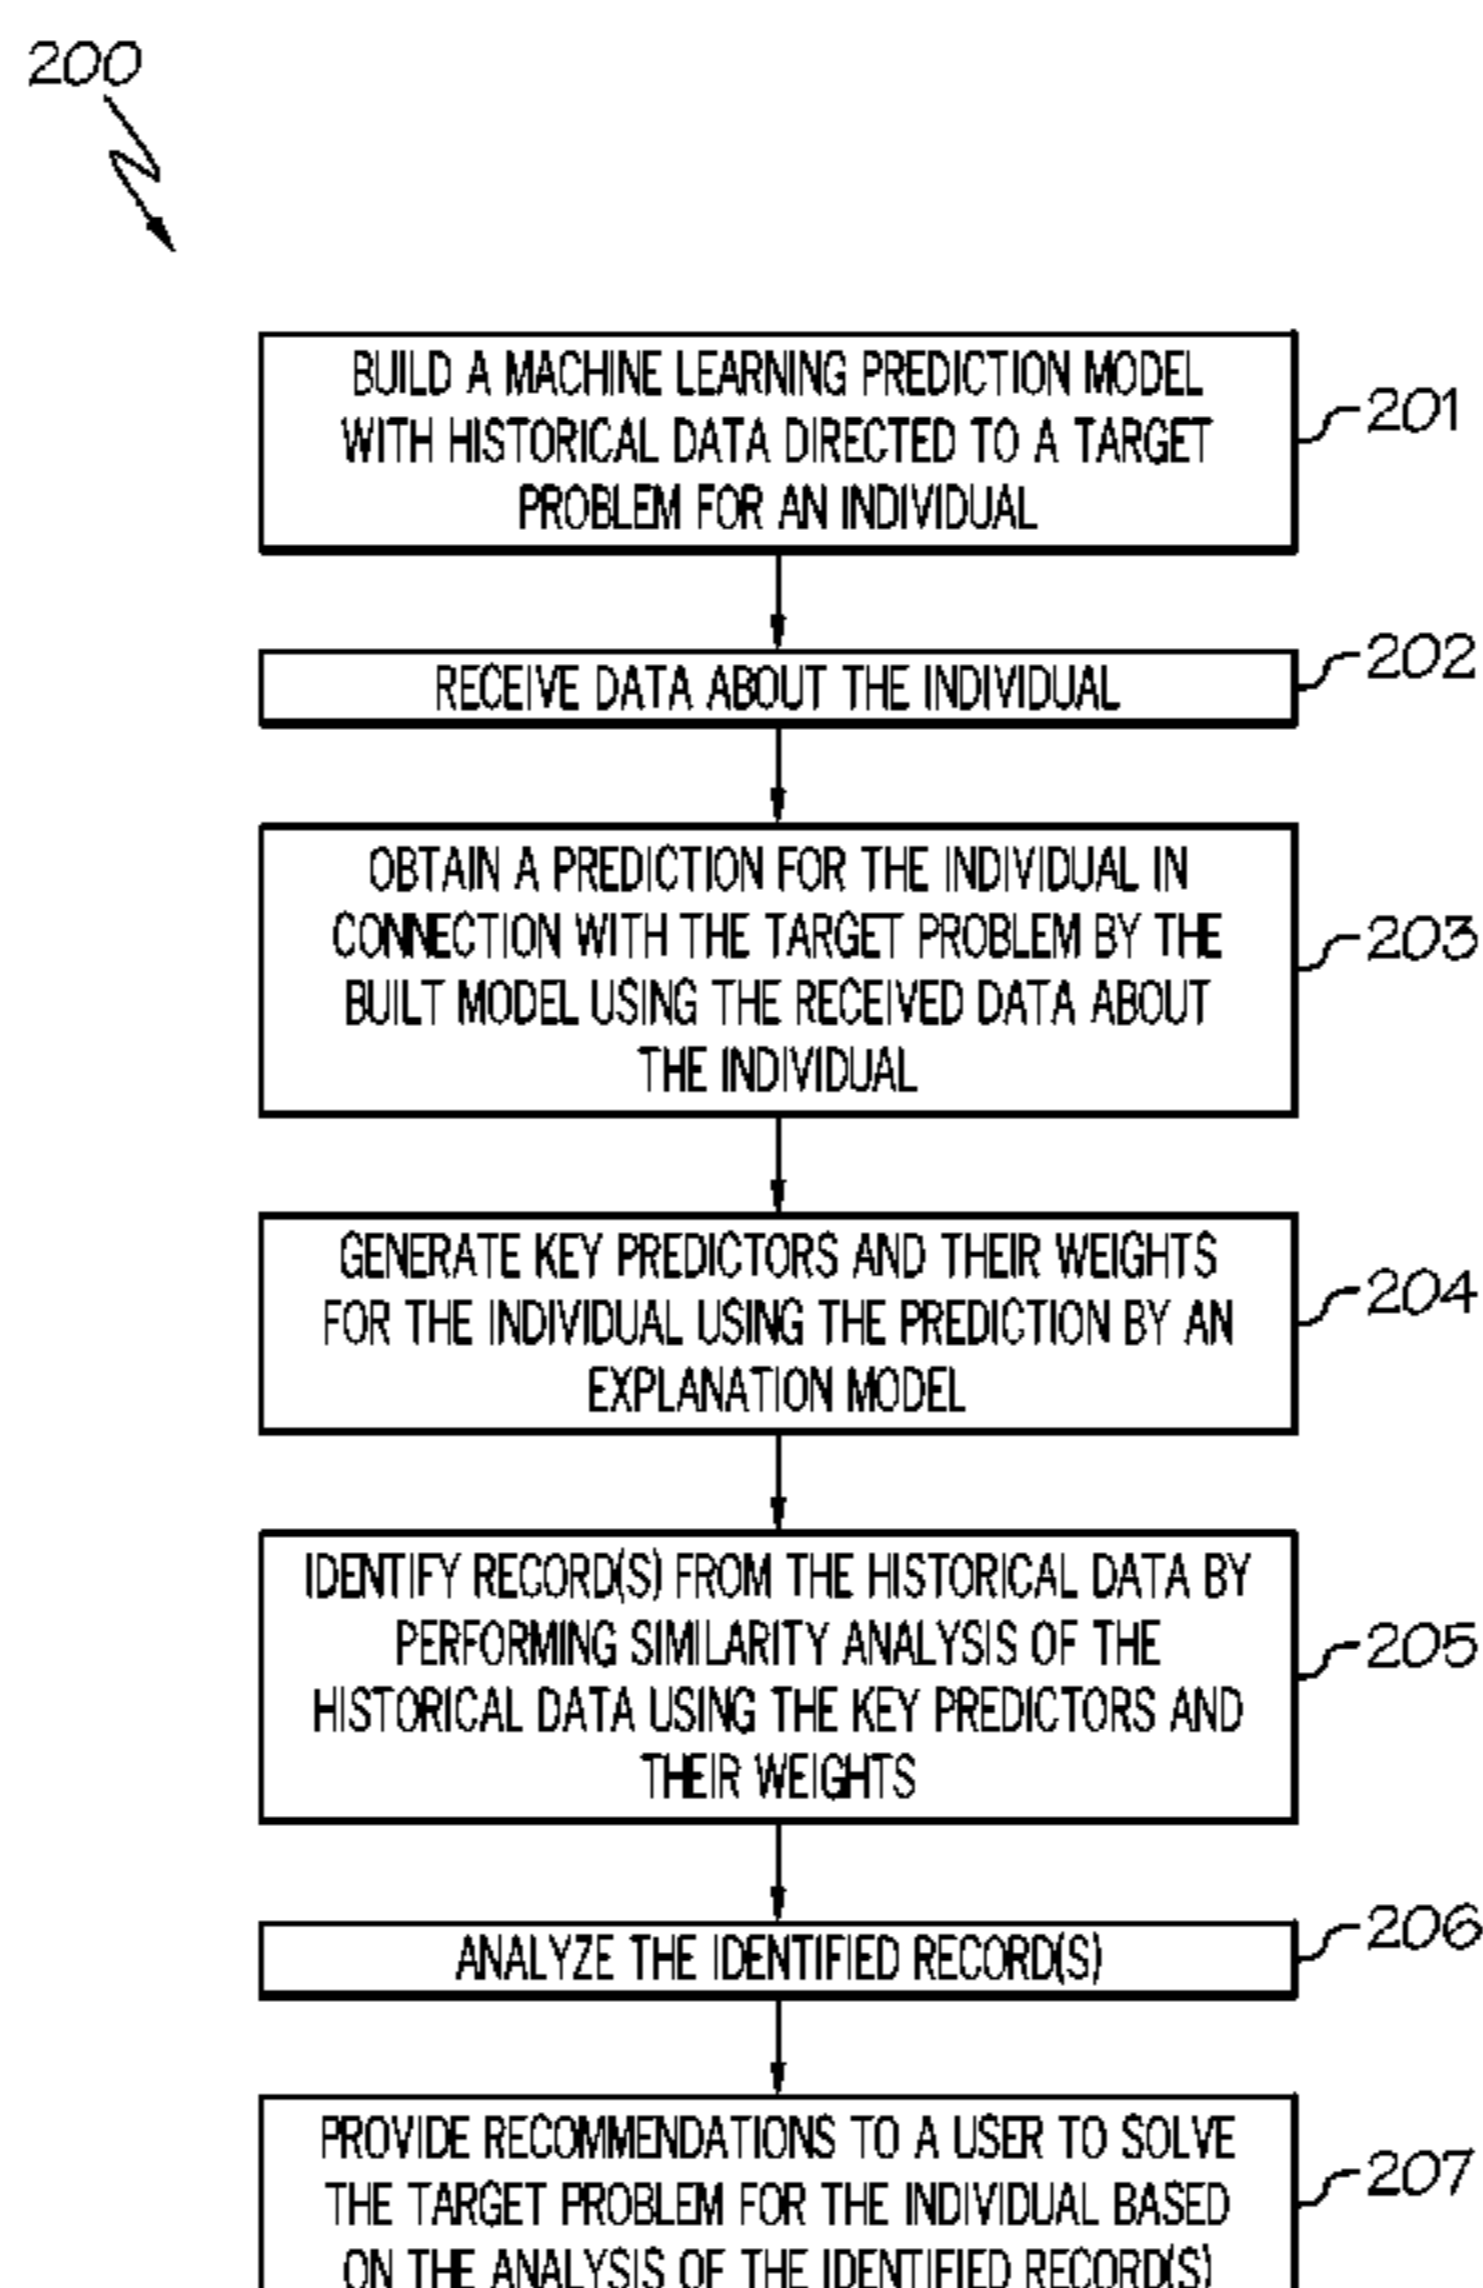 200
BUILD A MACHINE LEARNING PREDICTION MODEL
WITH HISTORICAL DATA DIRECTED TO A TARGET
PROBLEM FOR AN INDIVIDUAL
201
RECEIVE DATA ABOUT THE INDIVIDUAL
202
OBTAIN A PREDICTION FOR THE INDIVIDUAL IN
CONNECTION WITH THE TARGET PROBLEM BY THE
BUILT MODEL USING THE RECEIVED DATA ABOUT
THE INDIVIDUAL
203
GENERATE KEY PREDICTORS AND THEIR WEIGHTS
FOR THE INDIVIDUAL USING THE PREDICTION BY AN
EXPLANATION MODEL
204
IDENTIFY RECORD(S) FROM THE HISTORICAL DATA BY
PERFORMING SIMILARITY ANALYSIS OF THE
HISTORICAL DATA USING THE KEY PREDICTORS AND
THEIR WEIGHTS
205
ANALYZE THE IDENTIFIED RECORD(S)
206
PROVIDE RECOMMENDATIONS TO A USER TO SOLVE
THE TARGET PROBLEM FOR THE INDIVIDUAL BASED
ON THE ANALYSIS OF THE IDENTIFIED RECORD(S)
207